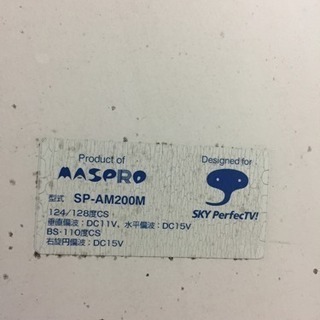 Product of
MASPRO
Designed for
SKY PerfecTV!
型式 SP-AM200M
124/128度CS
垂直偏波：DC11V，水平偏波：DC15V
BS-110度CS
右旋円偏波：DC15V